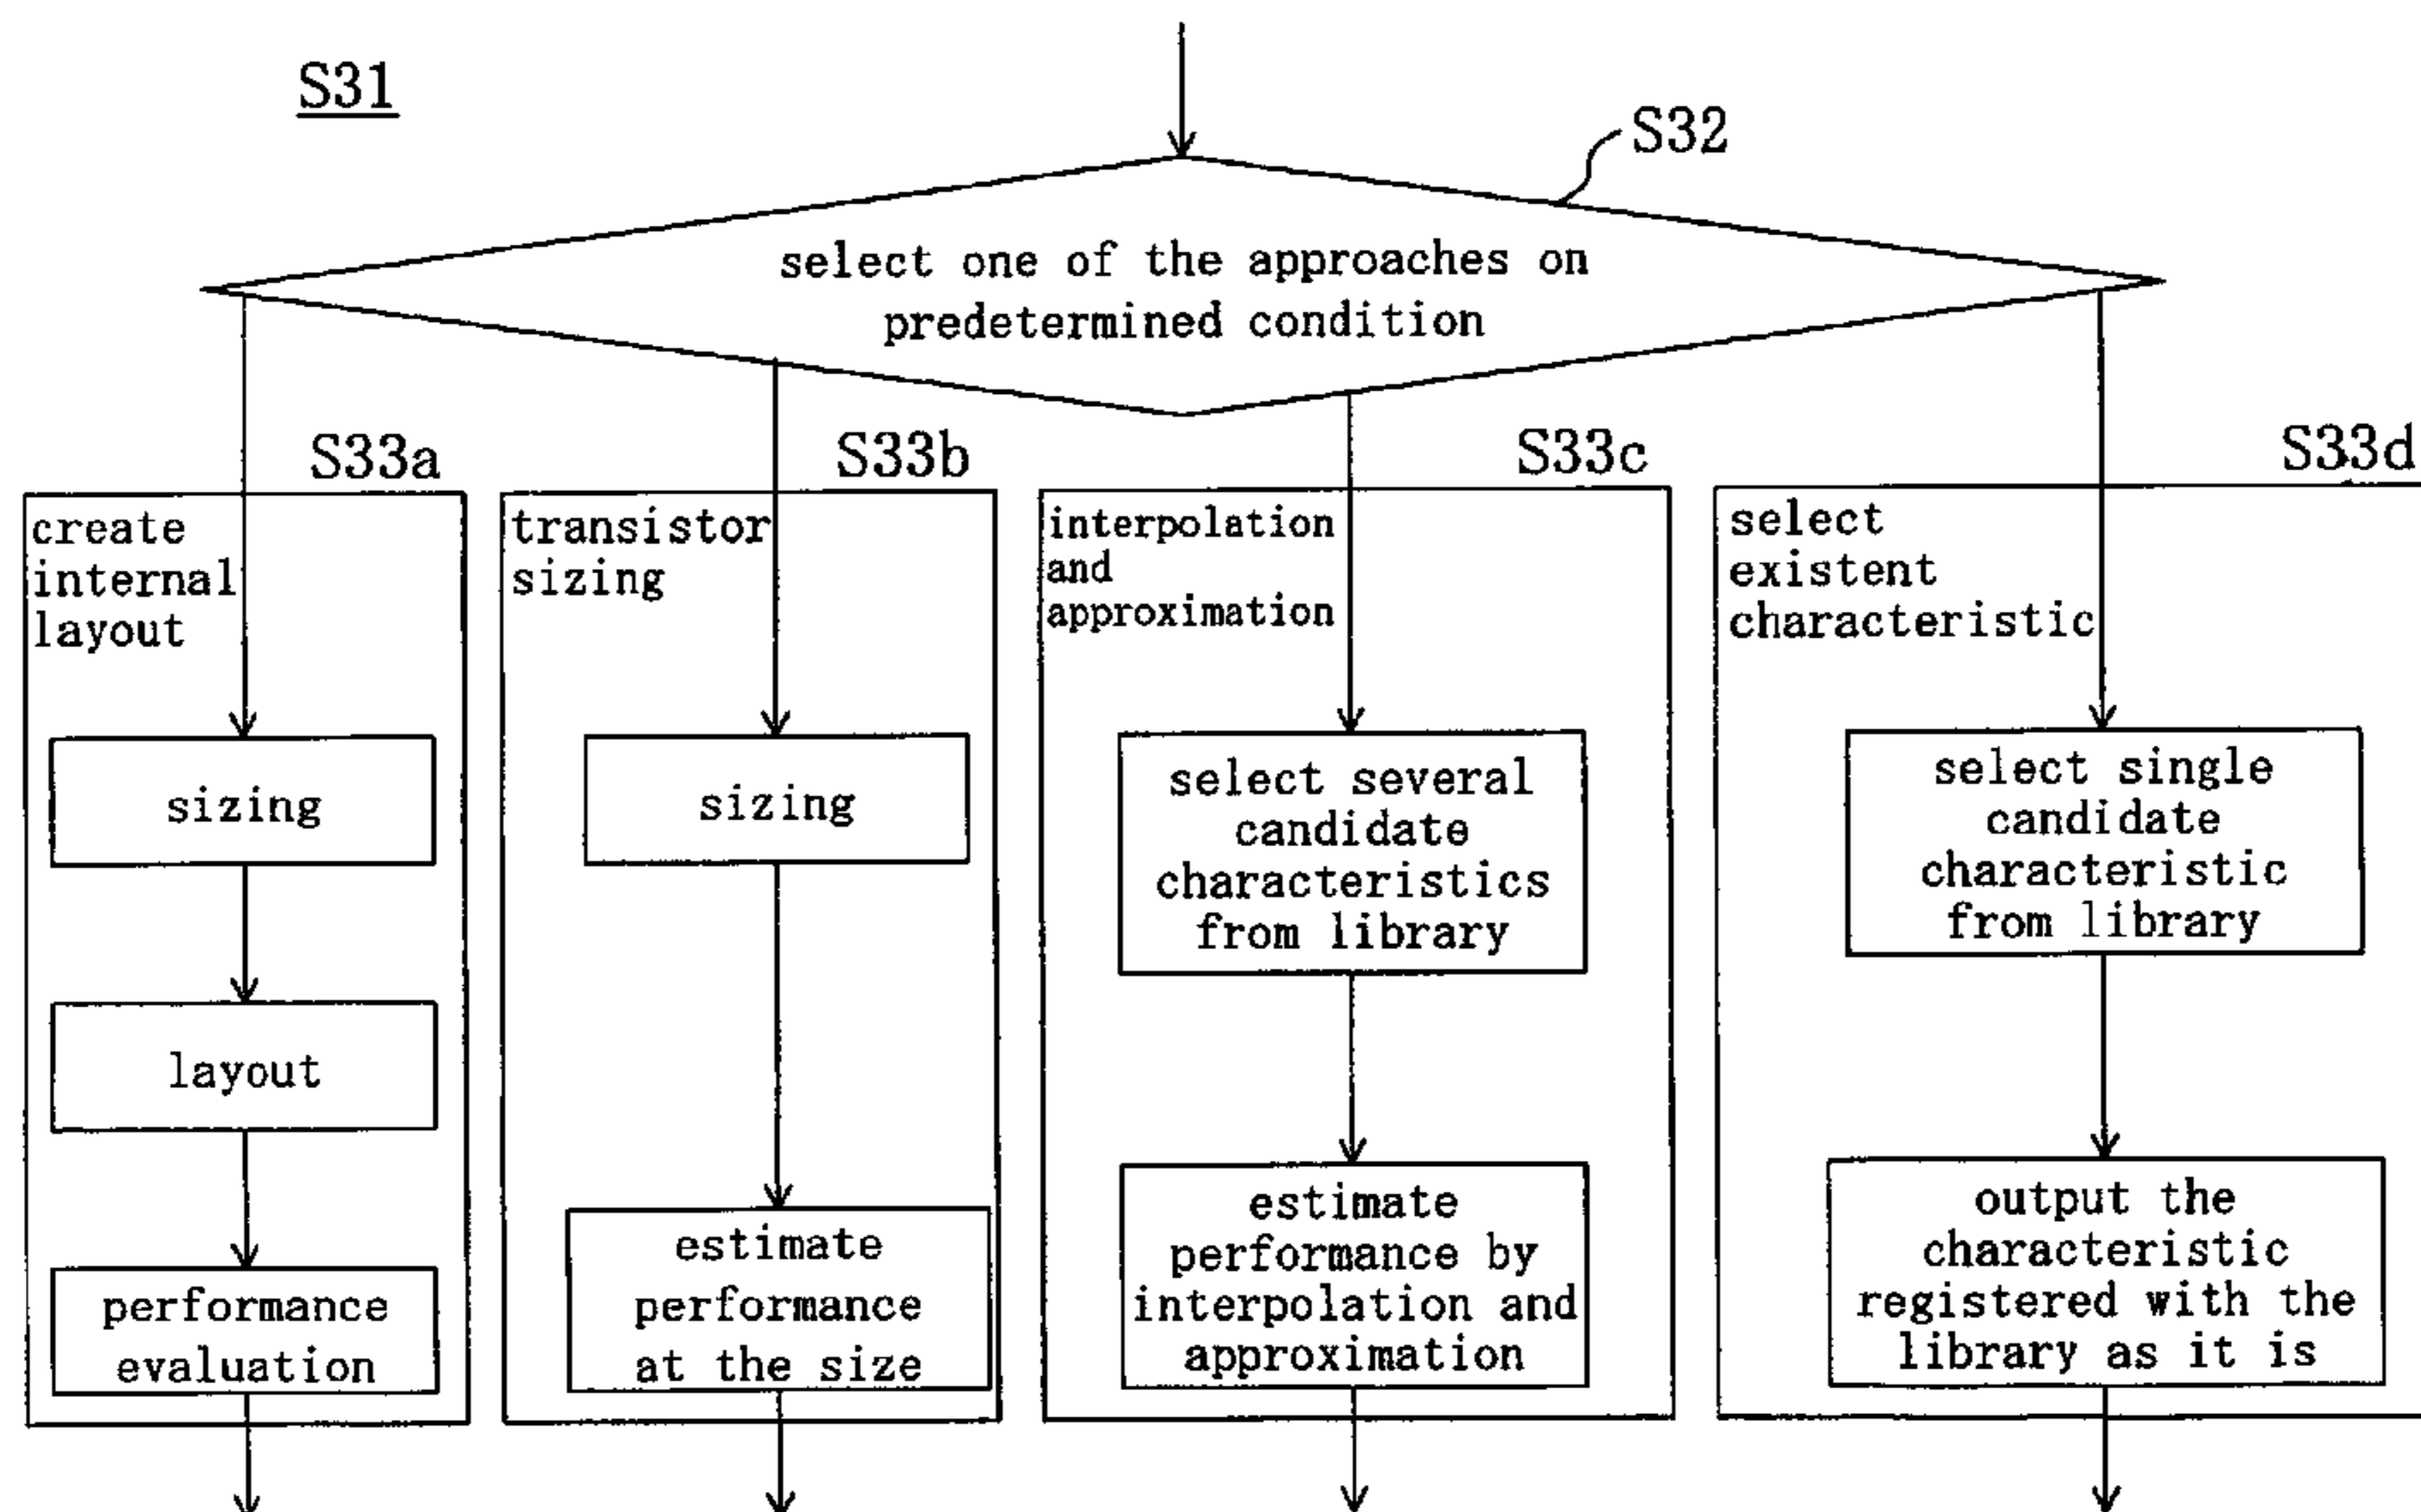 S31
S32
select one of the approaches on
predetermined condition
S33a
create
internal
layout
sizing
layout
performance
evaluation
S33b
transistor
sizing
sizing
estimate
performance
at the size
S33c
interpolation
and
approximation
select several
candidate
characteristics
from library
estimate
performance by
interpolation and
approximation
S33d
select
existent
characteristic
select single
candidate
characteristic
from library
output the
characteristic
registered with the
library as it is